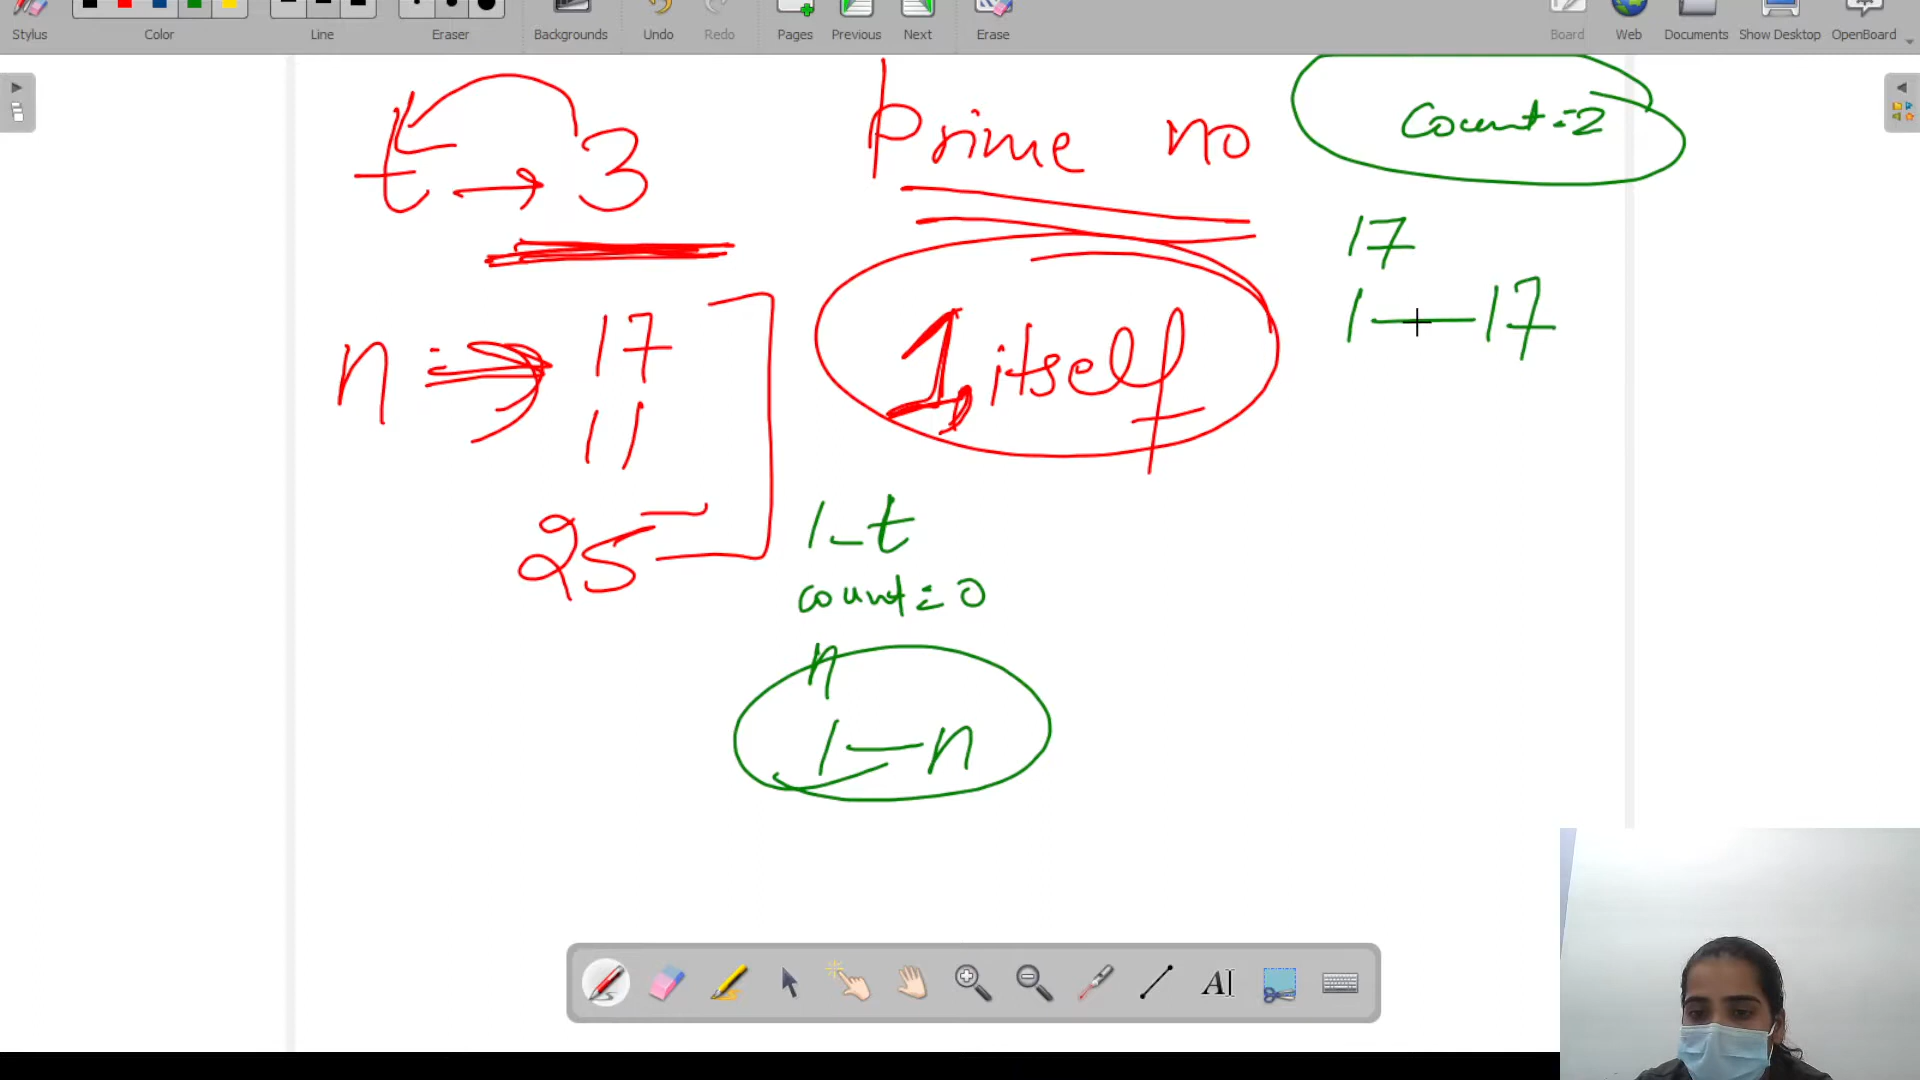 Stylus
Color
Line
Eraser
Backgrounds
Undo
Redo
Pages
Previous
Next
Erase
Board
Web
Documents
Show Desktop
OpenBoard
t → 3
Prime no
count = 2
17
1 — 17
n => 17
11
25
1, itself
1 - t
count = 0
n
1 — n
AI